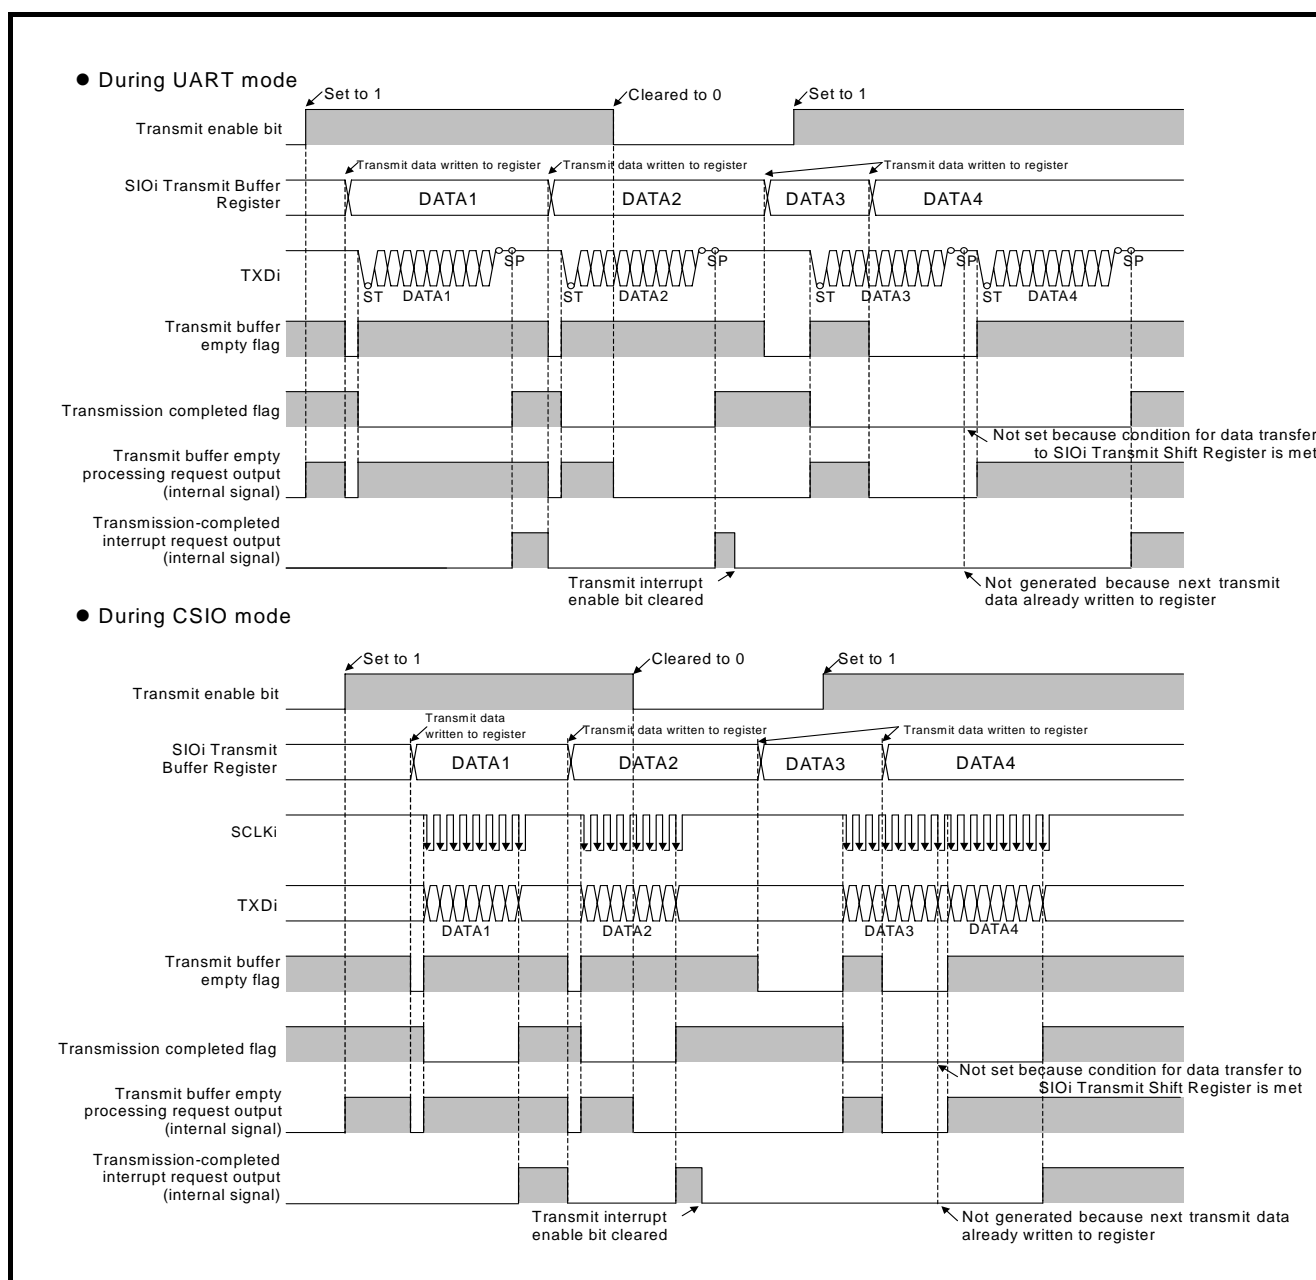 ● During UART mode
Set to 1
Cleared to 0
Set to 1
Transmit enable bit
Transmit data written to register
Transmit data written to register
Transmit data written to register
SIOi Transmit Buffer
Register
DATA1
DATA2
DATA3
DATA4
TXDi
SP
SP
SP
SP
ST
DATA1
ST
DATA2
ST
DATA3
ST
DATA4
Transmit buffer
empty flag
Transmission completed flag
Not set because condition for data transfer
to SIOi Transmit Shift Register is met
Transmit buffer empty
processing request output
(internal signal)
Transmission-completed
interrupt request output
(internal signal)
Transmit interrupt
enable bit cleared
Not generated because next transmit
data already written to register
● During CSIO mode
Set to 1
Cleared to 0
Set to 1
Transmit enable bit
Transmit data
written to register
Transmit data written to register
Transmit data written to register
SIOi Transmit
Buffer Register
DATA1
DATA2
DATA3
DATA4
SCLKi
TXDi
DATA1
DATA2
DATA3
DATA4
Transmit buffer
empty flag
Transmission completed flag
Not set because condition for data transfer to
SIOi Transmit Shift Register is met
Transmit buffer empty
processing request output
(internal signal)
Transmission-completed
interrupt request output
(internal signal)
Transmit interrupt
enable bit cleared
Not generated because next transmit data
already written to register